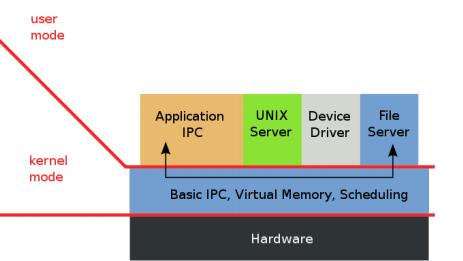 user
mode
Application
IPC
UNIX
Server
Device
Driver
File
Server
kernel
mode
Basic IPC, Virtual Memory, Scheduling
Hardware